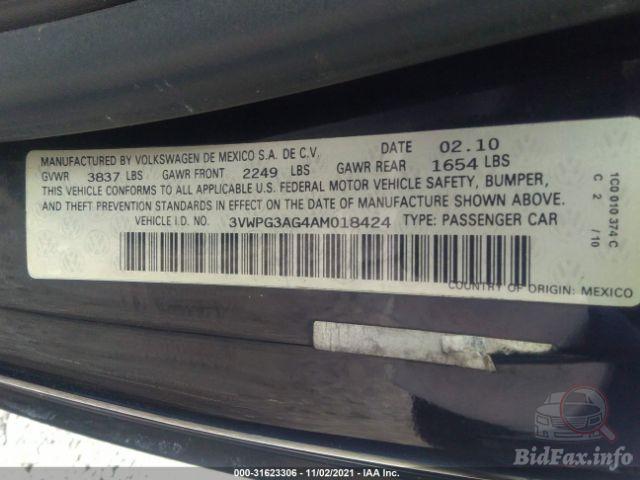 MANUFACTURED BY VOLKSWAGEN DE MEXICO S.A. DE C.V. DATE 02.10
GVWR 3837 LBS GAWR FRONT 2249 LBS GAWR REAR 1654 LBS
THIS VEHICLE CONFORMS TO ALL APPLICABLE U.S. FEDERAL MOTOR VEHICLE SAFETY, BUMPER,
AND THEFT PREVENTION STANDARDS IN EFFECT ON THE DATE OF MANUFACTURE SHOWN ABOVE.
VEHICLE I.D. NO. 3VWPG3AG4AM018424 TYPE: PASSENGER CAR
COUNTRY OF ORIGIN: MEXICO
1C0 010 374 C
C 2 /10
000-31623306 - 11/02/2021 - IAA Inc.
BidFax.info